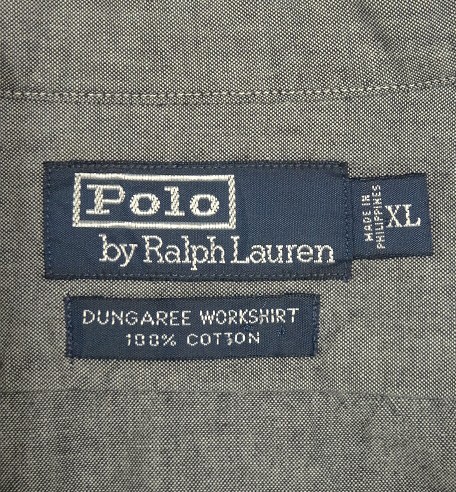 Polo
by Ralph Lauren
MADE IN
PHILIPPINES
XL
DUNGAREE WORKSHIRT
100% COTTON